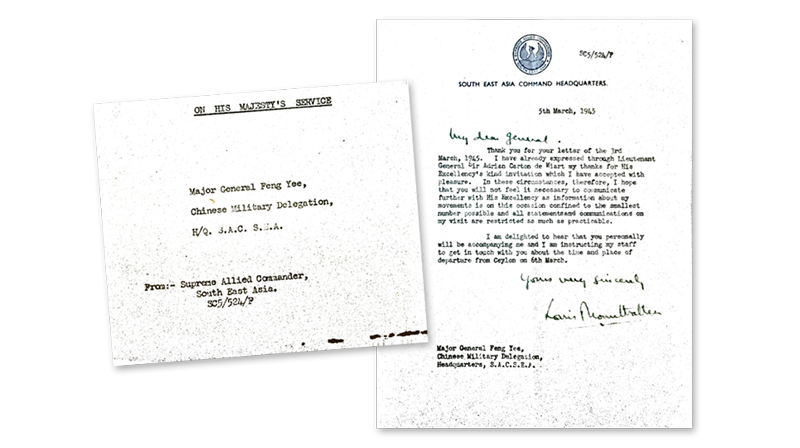 ON HIS MAJESTY'S SERVICE
Major General Feng Yee,
Chinese Military Delegation,
H/Q. S.A.C. S.E.A.
From:- Supreme Allied Commander,
South East Asia.
SC5/524/P
SC5/524/P
SOUTH EAST ASIA COMMAND HEADQUARTERS.
5th March, 1945
My dear General.
Thank you for your letter of the 3rd
March, 1945. I have already expressed through Lieutenant
General Sir Adrian Carton de Wiart my thanks for His
Excellency's kind invitation which I have accepted with
pleasure. In these circumstances, therefore, I hope
that you will not feel it necessary to communicate
further with His Excellency as information about my
movements is on this occasion confined to the smallest
number possible and all statements and communications on
my visit are restricted as much as practicable.
I am delighted to hear that you personally
will be accompanying me and I am instructing my staff
to get in touch with you about the time and place of
departure from Ceylon on 6th March.
Yours very sincerely
Louis Mountbatten
Major General Feng Yee,
Chinese Military Delegation,
Headquarters, S.A.C.S.E.A.